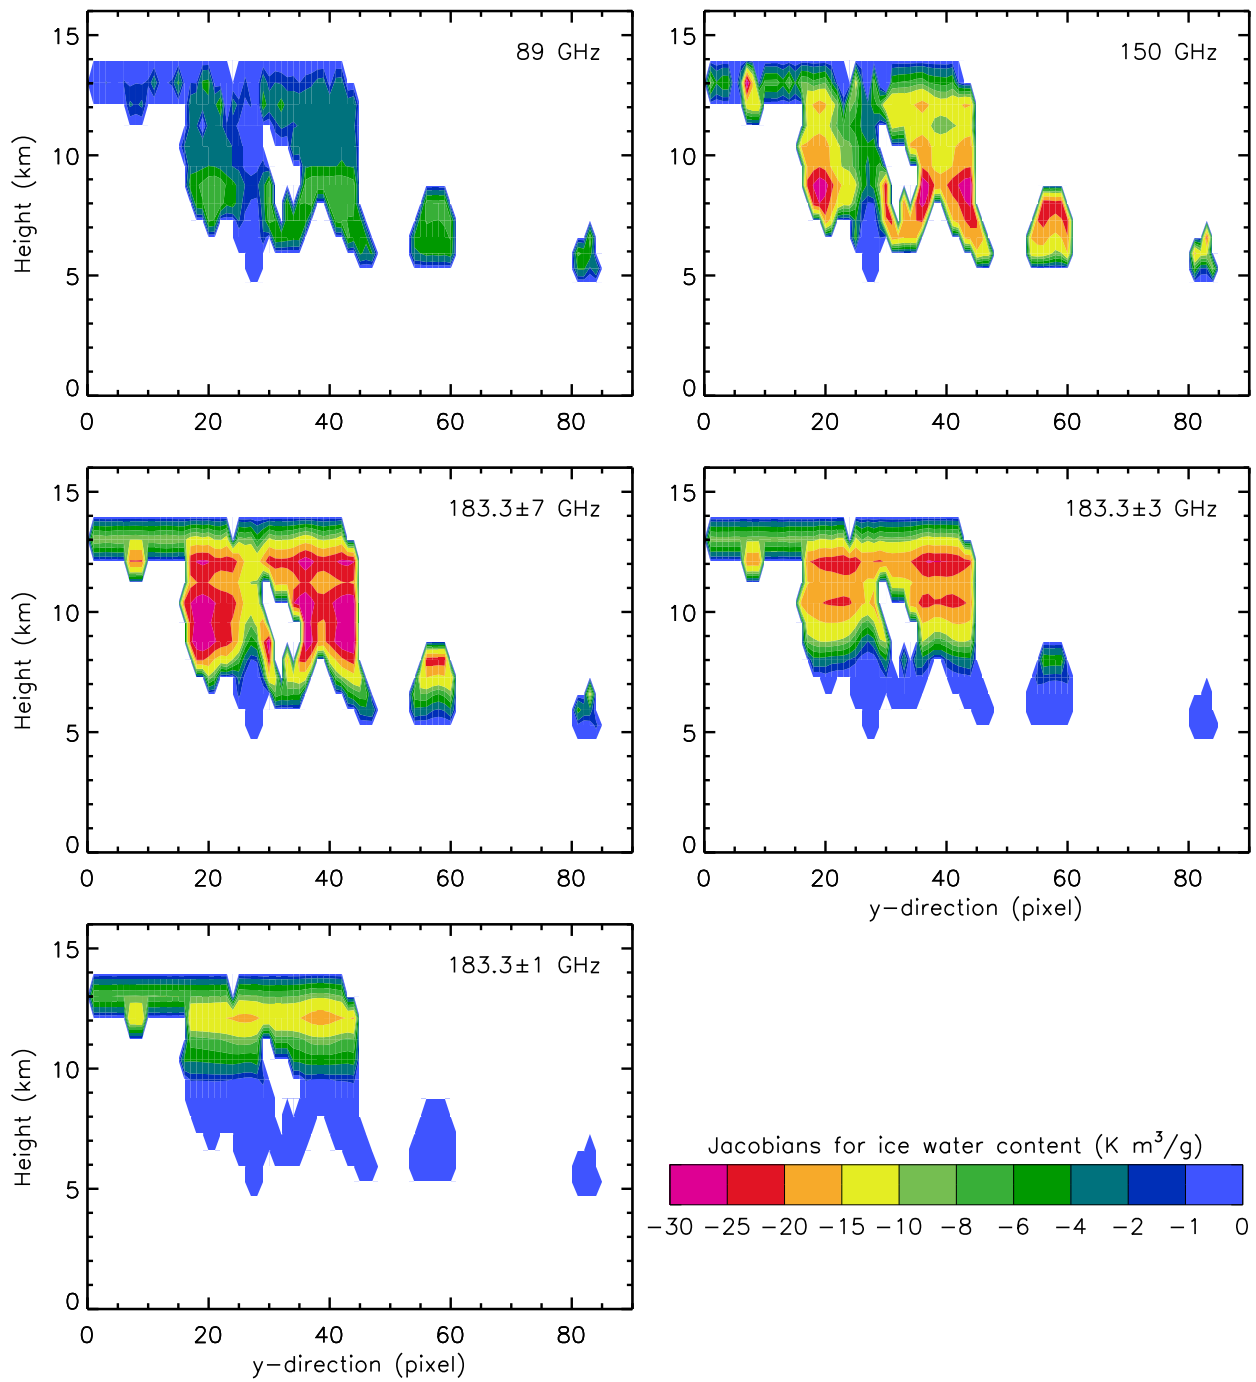 89 GHz
150 GHz
15
10
5
0
Height (km)
0 20 40 60 80
15
10
5
0
0 20 40 60 80
183.3±7 GHz
183.3±3 GHz
15
10
5
0
Height (km)
0 20 40 60 80
15
10
5
0
0 20 40 60 80
y-direction (pixel)
183.3±1 GHz
15
10
5
0
Height (km)
0 20 40 60 80
y-direction (pixel)
Jacobians for ice water content (K m³/g)
-30 -25 -20 -15 -10 -8 -6 -4 -2 -1 0